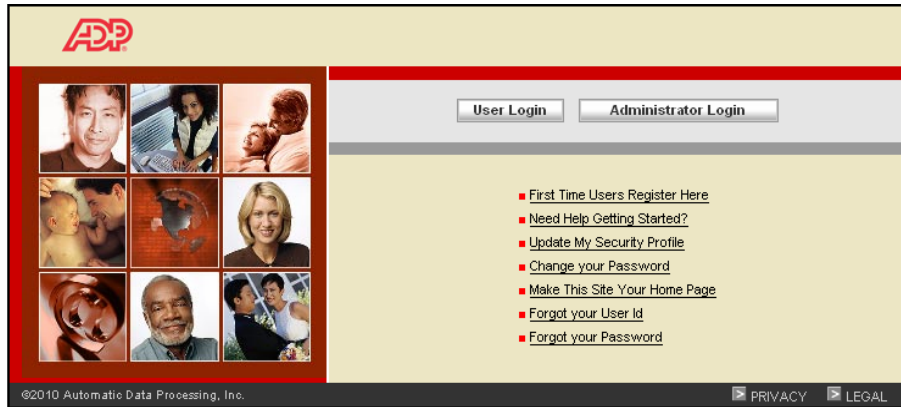 ADP
User Login
Administrator Login
First Time Users Register Here
Need Help Getting Started?
Update My Security Profile
Change your Password
Make This Site Your Home Page
Forgot your User Id
Forgot your Password
©2010 Automatic Data Processing, Inc.
PRIVACY
LEGAL